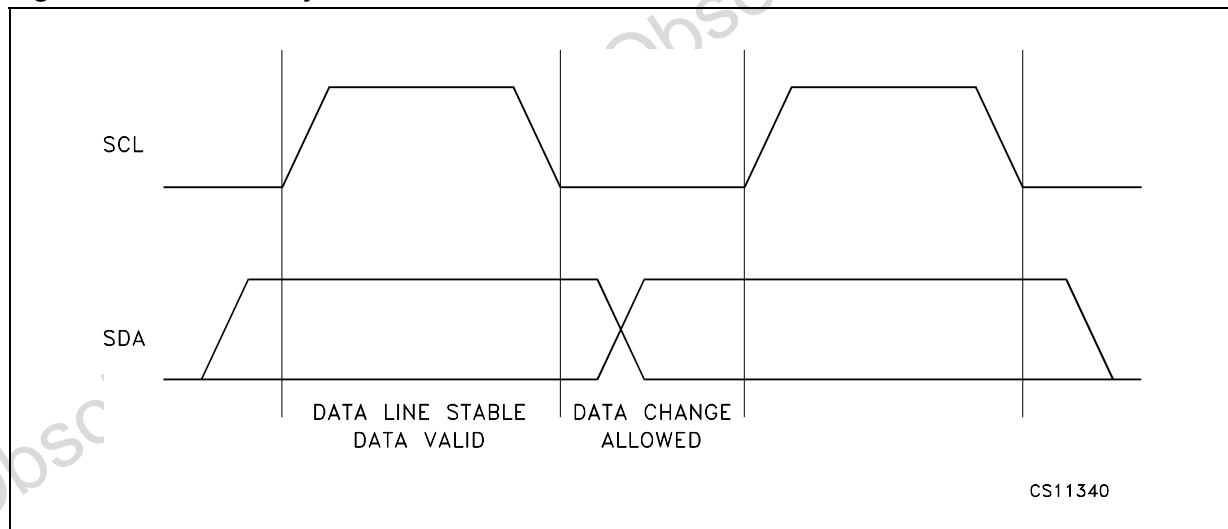 SCL
SDA
DATA LINE STABLE
DATA VALID
DATA CHANGE
ALLOWED
CS11340